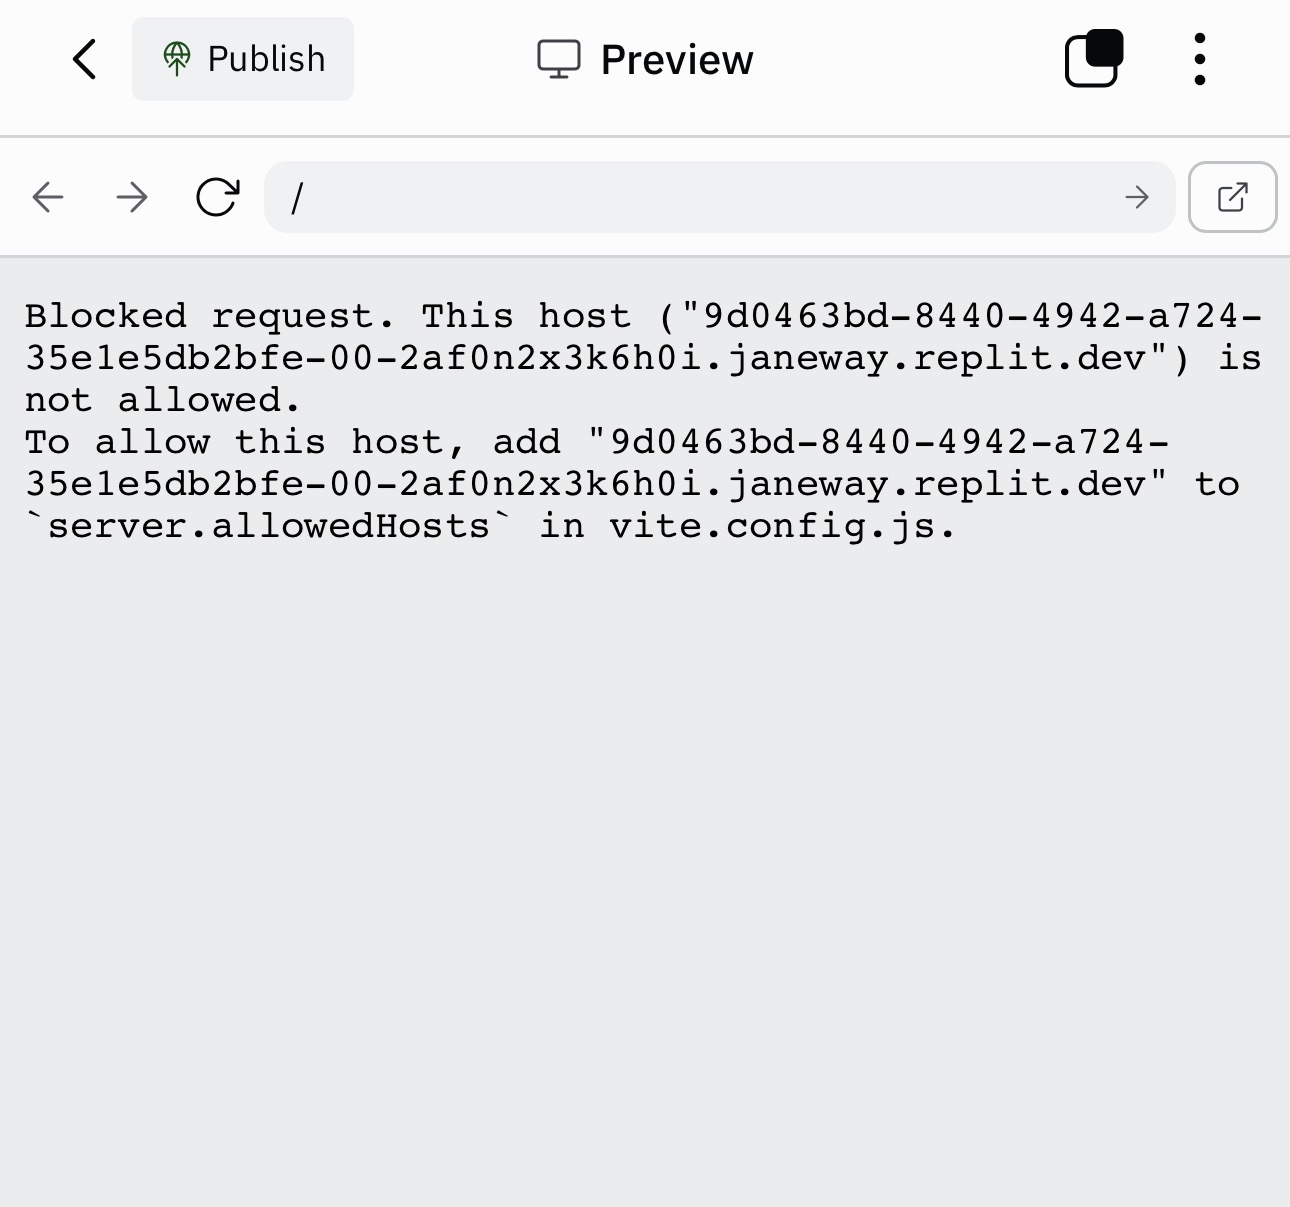 Publish
Preview
/
Blocked request. This host ("9d0463bd-8440-4942-a724-
35e1e5db2bfe-00-2af0n2x3k6h0i.janeway.replit.dev") is
not allowed.
To allow this host, add "9d0463bd-8440-4942-a724-
35e1e5db2bfe-00-2af0n2x3k6h0i.janeway.replit.dev" to
`server.allowedHosts` in vite.config.js.